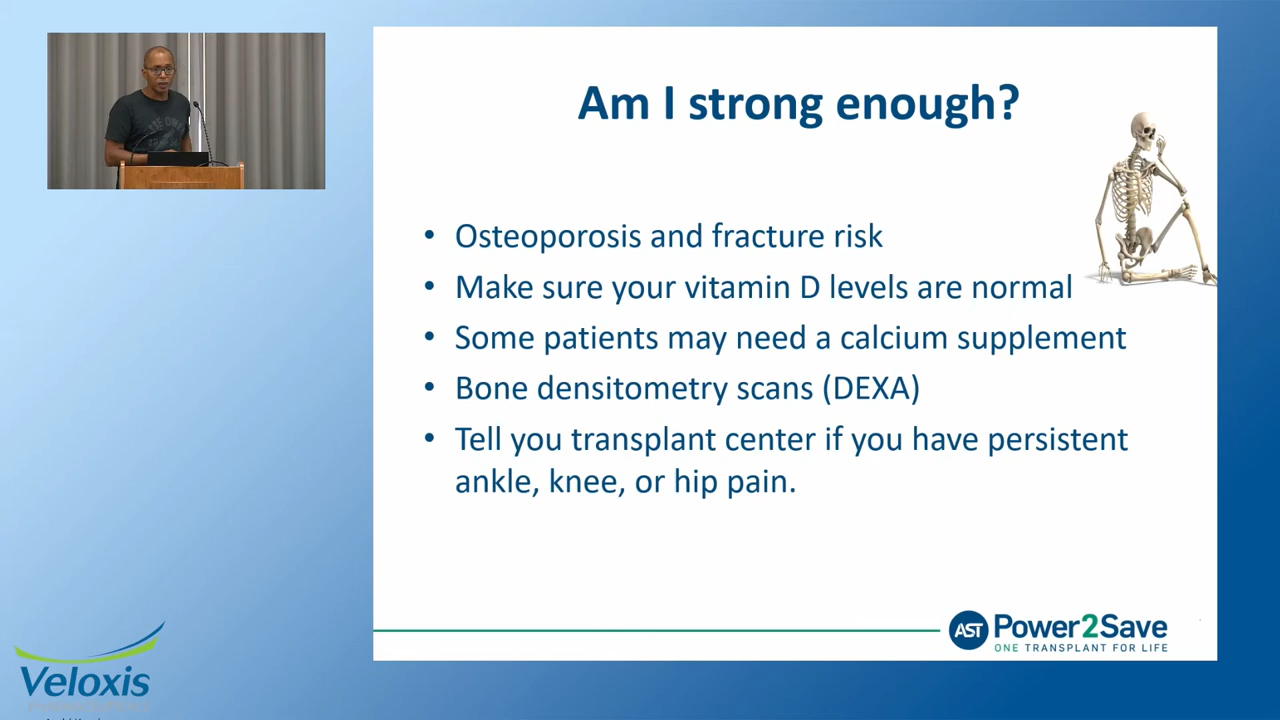 Am I strong enough?
• Osteoporosis and fracture risk
• Make sure your vitamin D levels are normal
• Some patients may need a calcium supplement
• Bone densitometry scans (DEXA)
• Tell you transplant center if you have persistent
ankle, knee, or hip pain.
AST Power2Save
ONE TRANSPLANT FOR LIFE
Veloxis